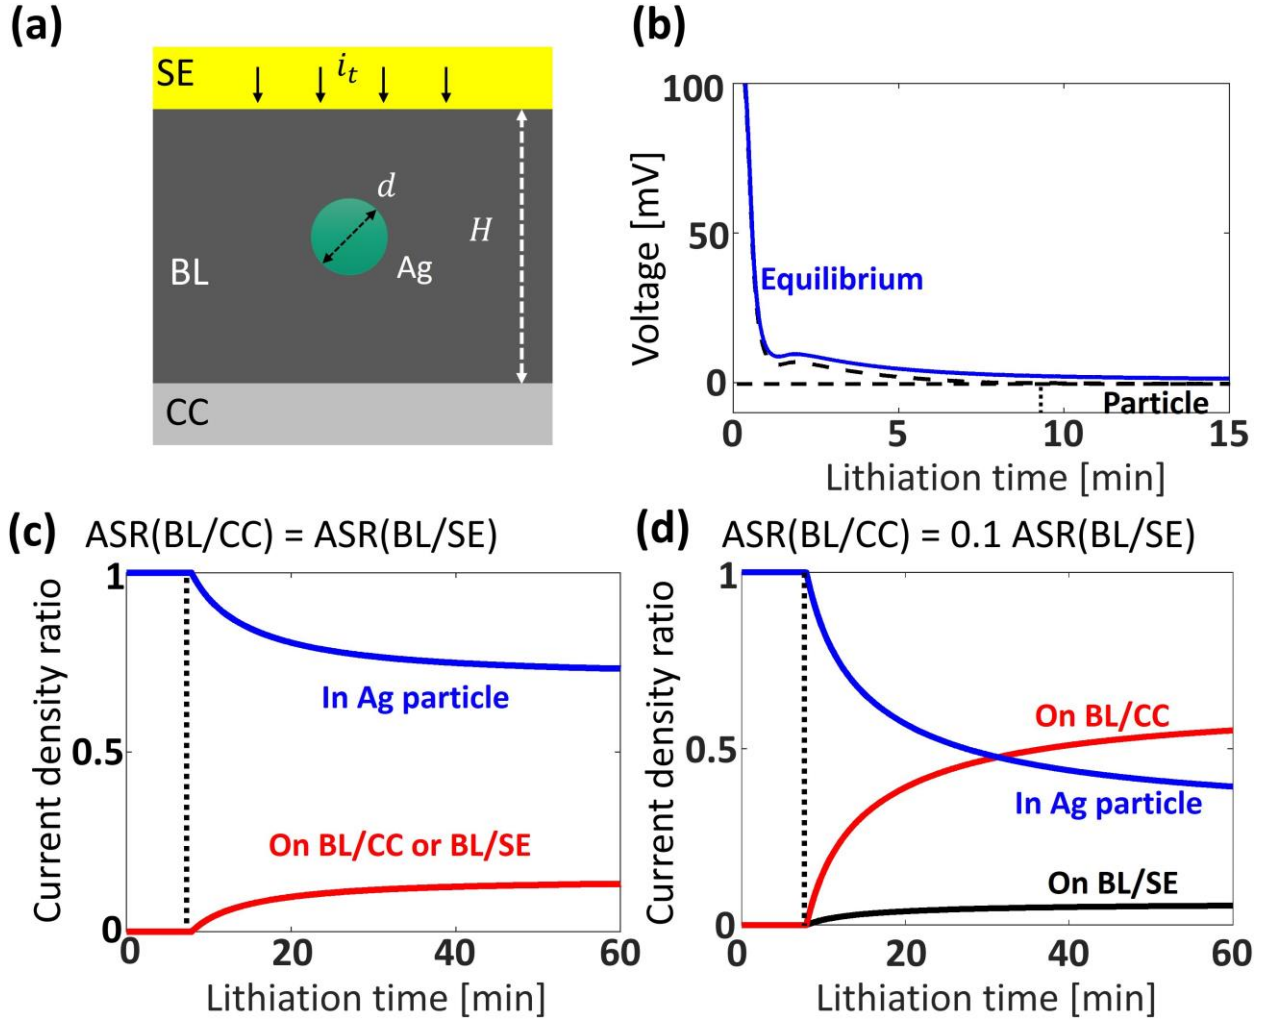 (a)
SE
i_t
d
H
BL
Ag
CC
(b)
100
50
0
Voltage [mV]
Equilibrium
Particle
0 5 10 15
Lithiation time [min]
(c) ASR(BL/CC) = ASR(BL/SE)
1
0.5
0
Current density ratio
In Ag particle
On BL/CC or BL/SE
0 20 40 60
Lithiation time [min]
(d) ASR(BL/CC) = 0.1 ASR(BL/SE)
1
0.5
0
Current density ratio
On BL/CC
In Ag particle
On BL/SE
0 20 40 60
Lithiation time [min]